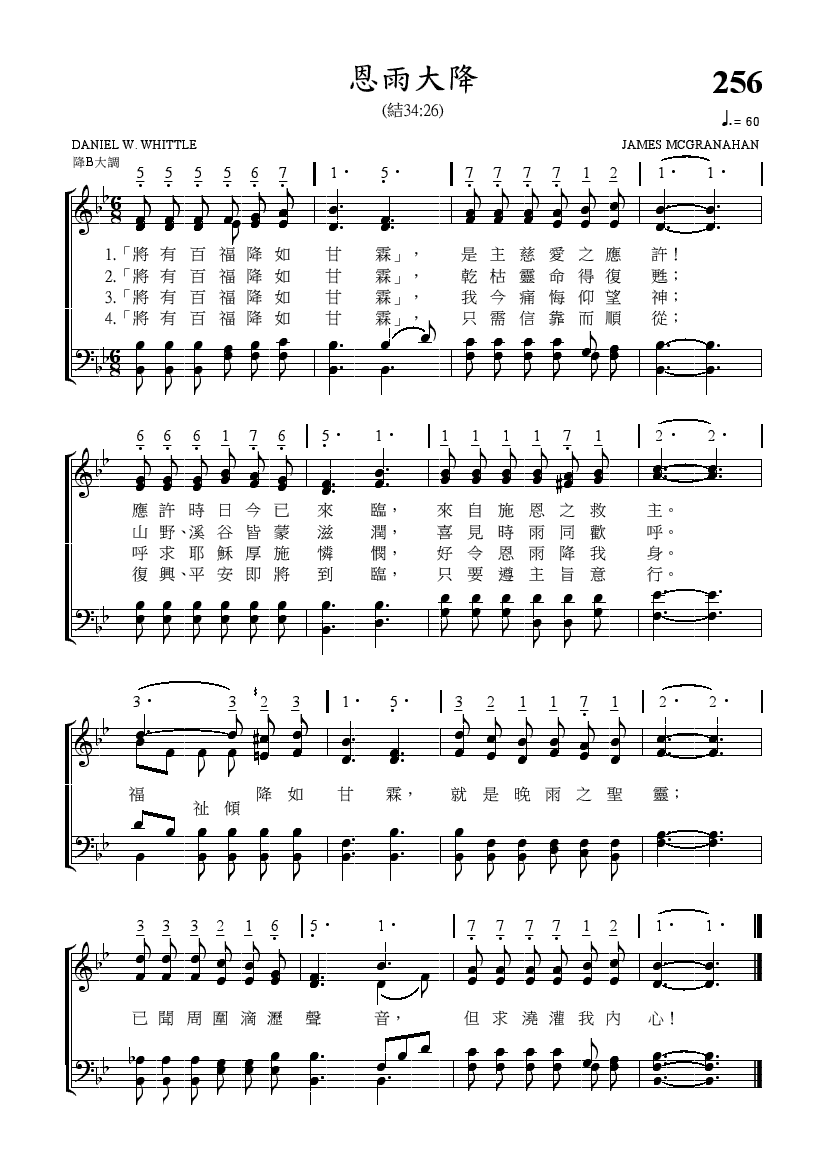 恩雨大降
256
(結34:26)
♩. = 60
DANIEL W. WHITTLE
JAMES MCGRANAHAN
降B大調
5 5 5 5 6 7 1· 5· 7 7 7 7 1 2 1· 1·
1.「將有百福降如甘霖」，是主慈愛之應許！
2.「將有百福降如甘霖」，乾枯靈命得復甦；
3.「將有百福降如甘霖」，我今痛悔仰望神；
4.「將有百福降如甘霖」，只需信靠而順從；
6 6 6 1 7 6 5· 1· 1 1 1 1 7 1 2· 2·
應許時日今已來臨，來自施恩之救主。
山野、溪谷皆蒙滋潤，喜見時雨同歡呼。
呼求耶穌厚施憐憫，好令恩雨降我身。
復興、平安即將到臨，只要遵主旨意行。
3· 3 2 3 1· 5· 3 2 1 1 7 1 2· 2·
福 降如甘霖，就是晚雨之聖靈；
祉傾
3 3 3 2 1 6 5· 1· 7 7 7 7 1 2 1· 1·
已聞周圍滴瀝聲音，但求澆灌我內心！